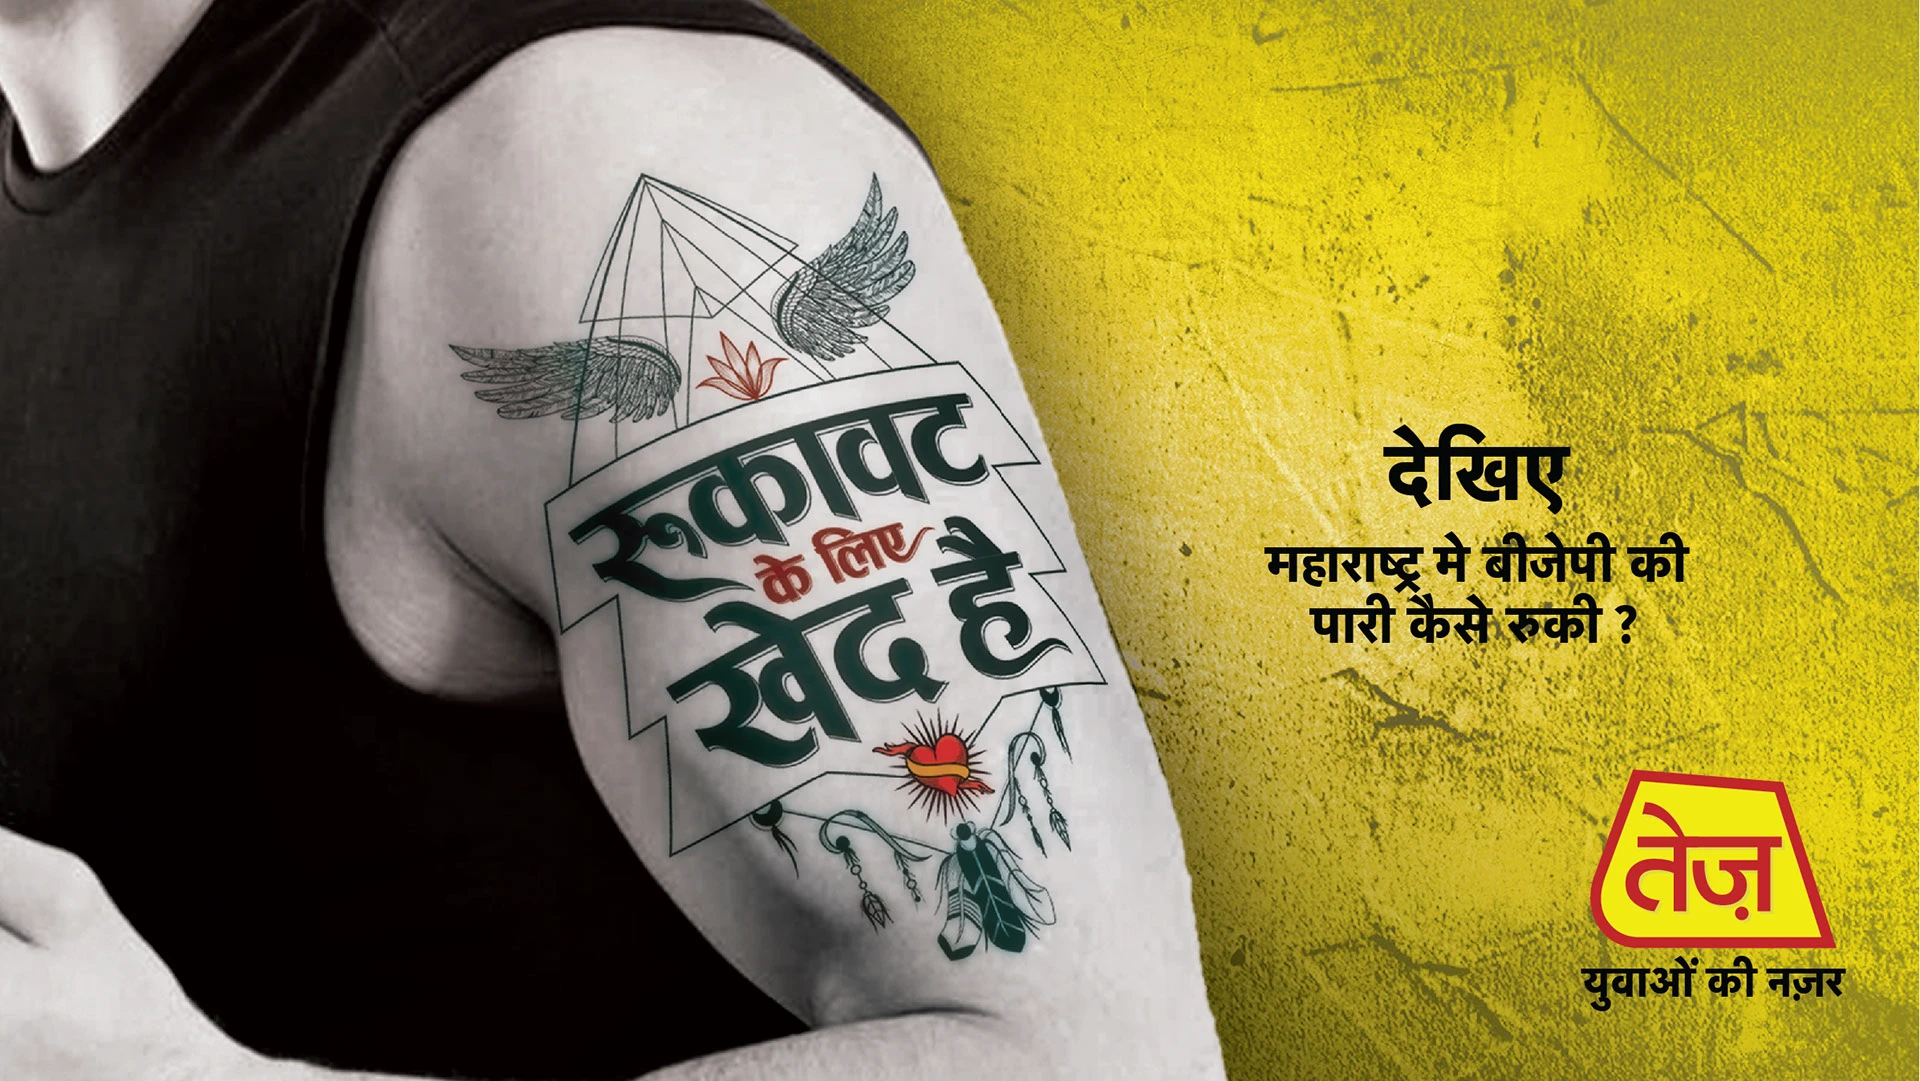 रूकावट
के लिए
खेद है
देखिए
महाराष्ट्र मे बीजेपी की
पारी कैसे रुकी ?
तेज़
युवाओं की नज़र